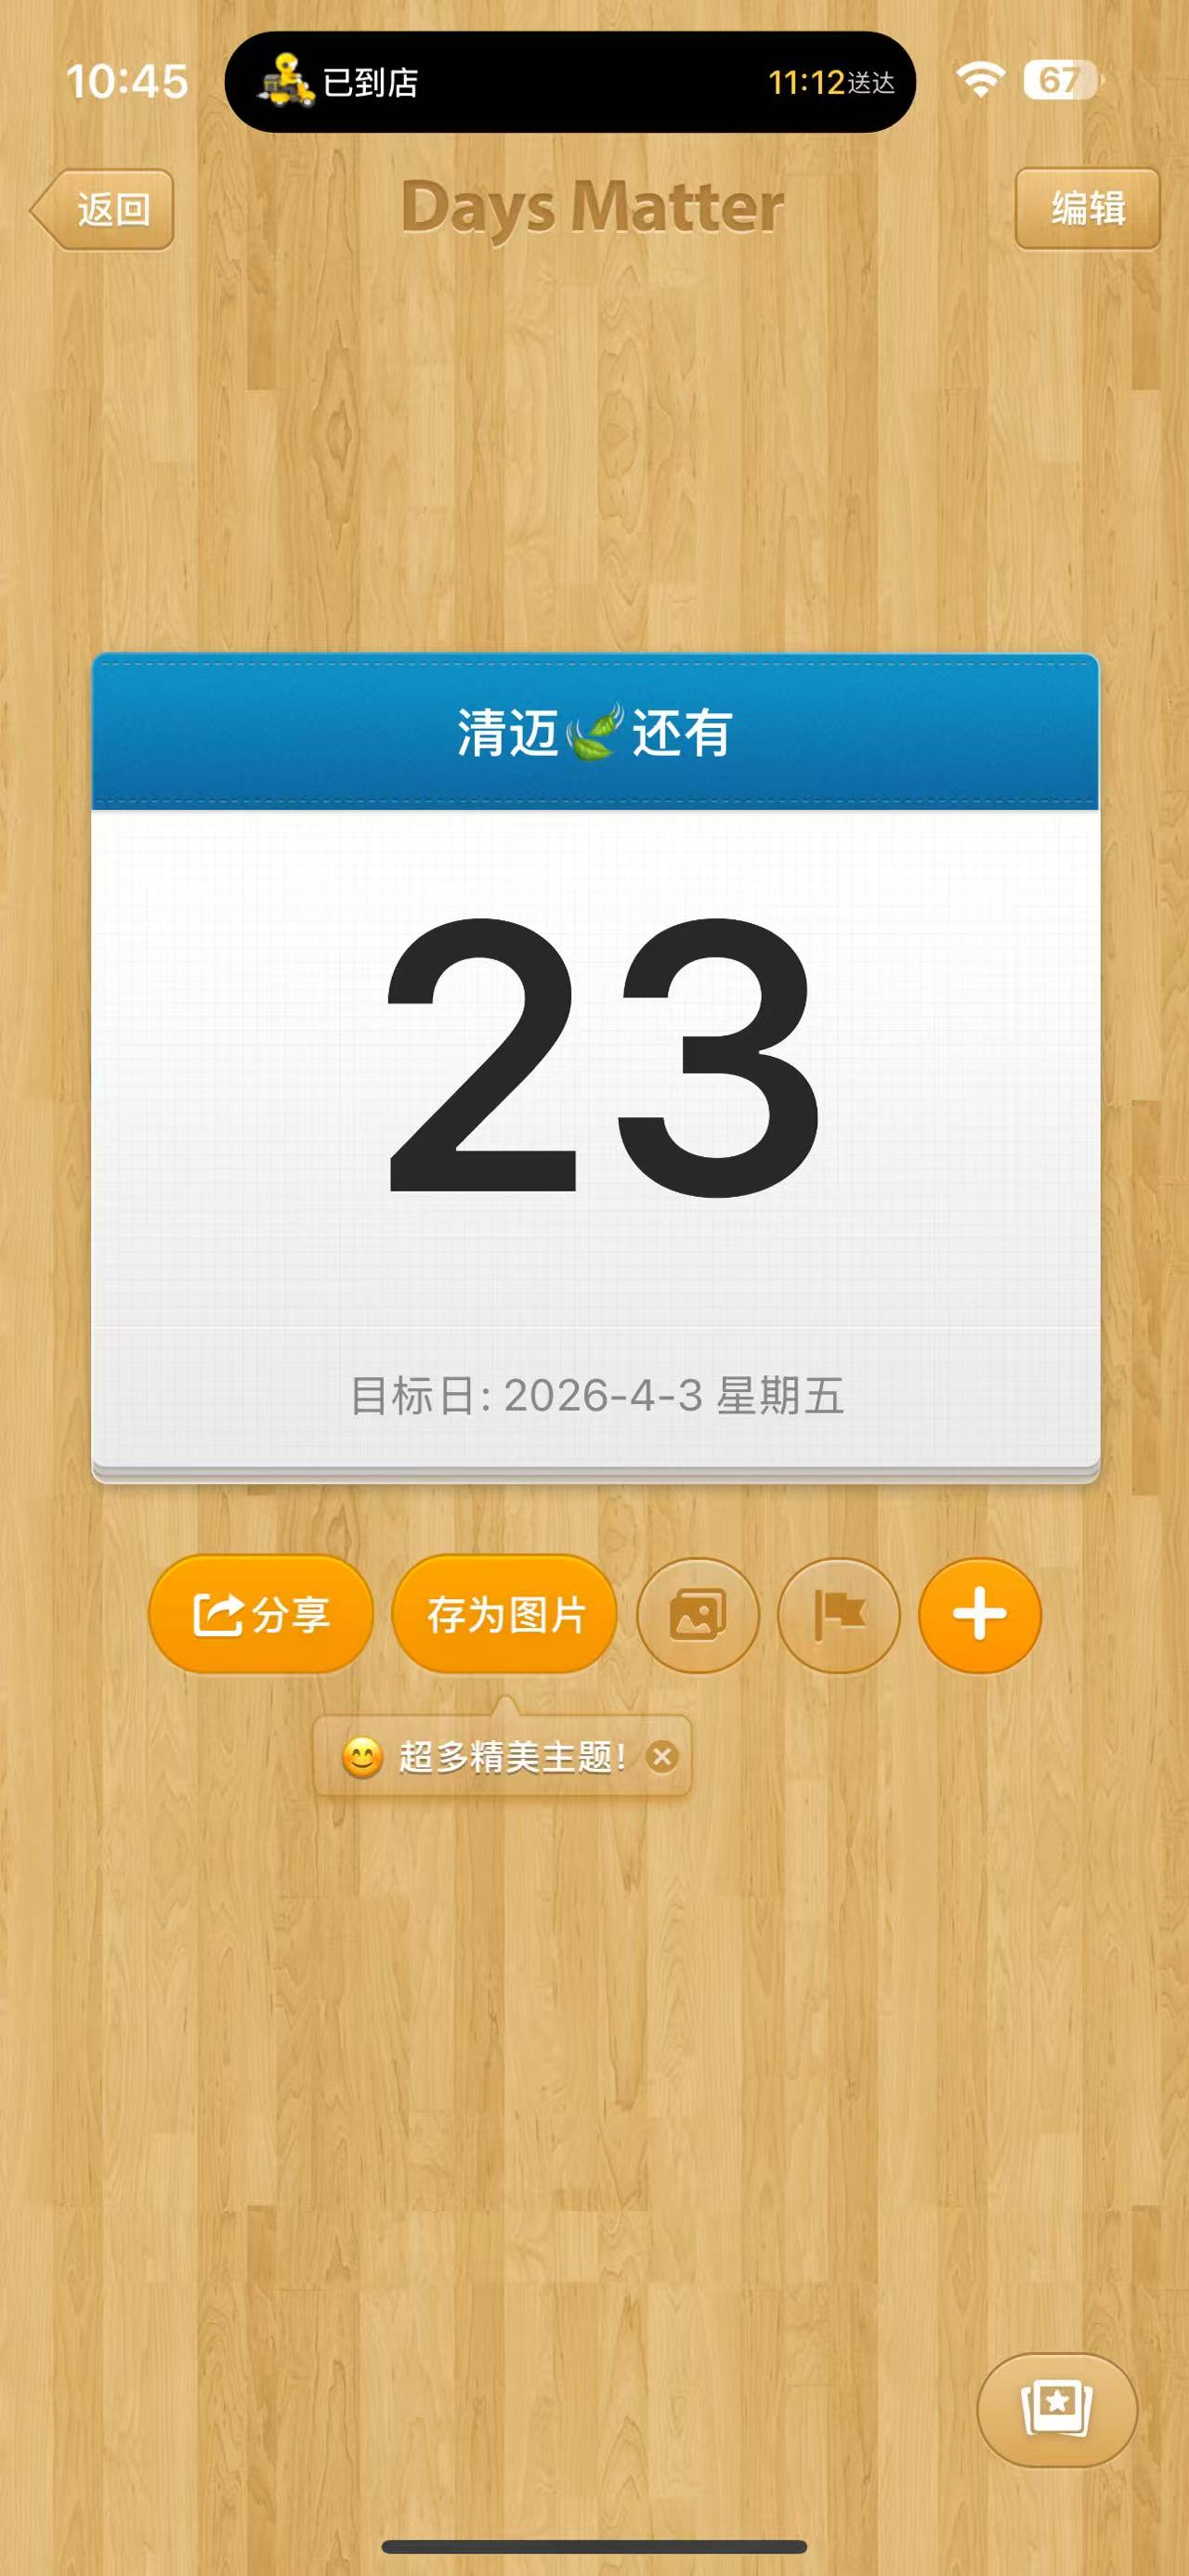 10:45
已到店
11:12送达
67
返回
Days Matter
编辑
清迈🍃还有
23
目标日: 2026-4-3 星期五
分享
存为图片
😊 超多精美主题!